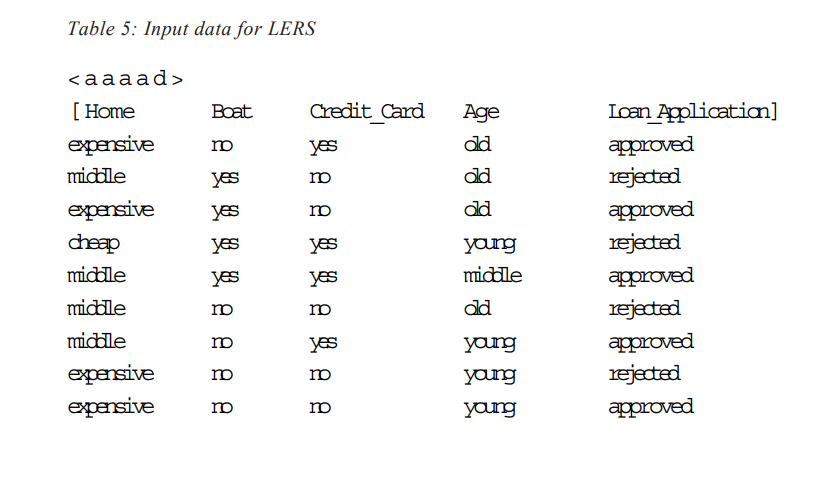 Table 5: Input data for LERS
< a a a a d >
[ Home Boat Credit_Card Age Loan_Application]
expensive no yes old approved
middle yes no old rejected
expensive yes no old approved
cheap yes yes young rejected
middle yes yes middle approved
middle no no old rejected
middle no yes young approved
expensive no no young rejected
expensive no no young approved